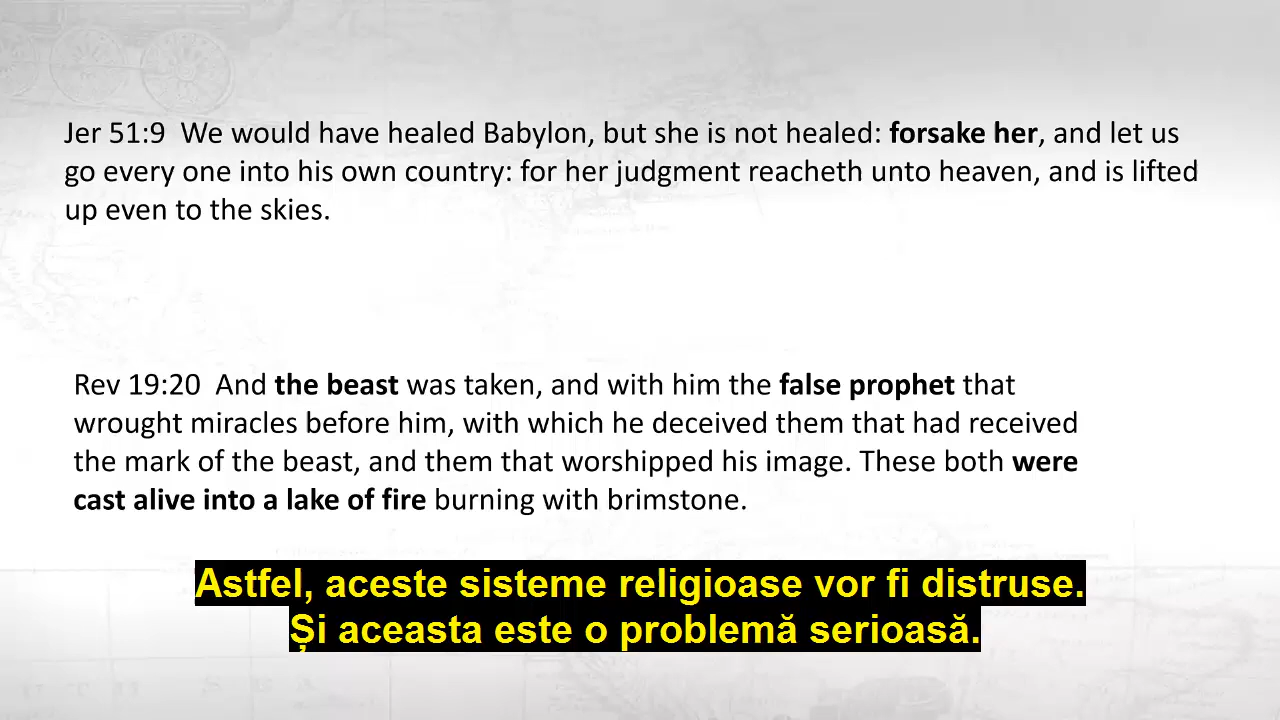 Jer 51:9  We would have healed Babylon, but she is not healed: forsake her, and let us
go every one into his own country: for her judgment reacheth unto heaven, and is lifted
up even to the skies.
Rev 19:20  And the beast was taken, and with him the false prophet that
wrought miracles before him, with which he deceived them that had received
the mark of the beast, and them that worshipped his image. These both were
cast alive into a lake of fire burning with brimstone.
Astfel, aceste sisteme religioase vor fi distruse.
Și aceasta este o problemă serioasă.